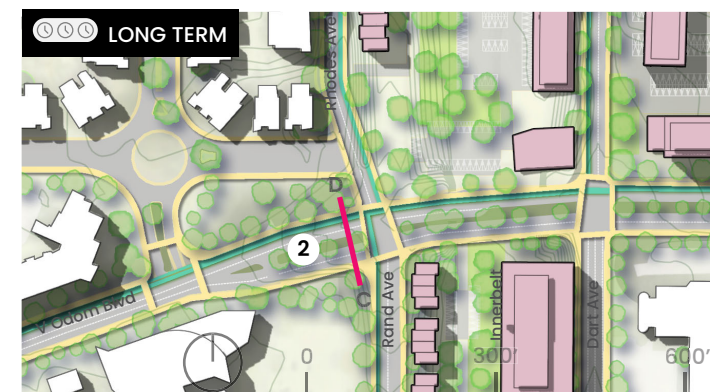 LONG TERM
Rhodes Ave
D
2
C
V Odom Blvd
Rand Ave
Innerbelt
Dart Ave
0
300'
600'